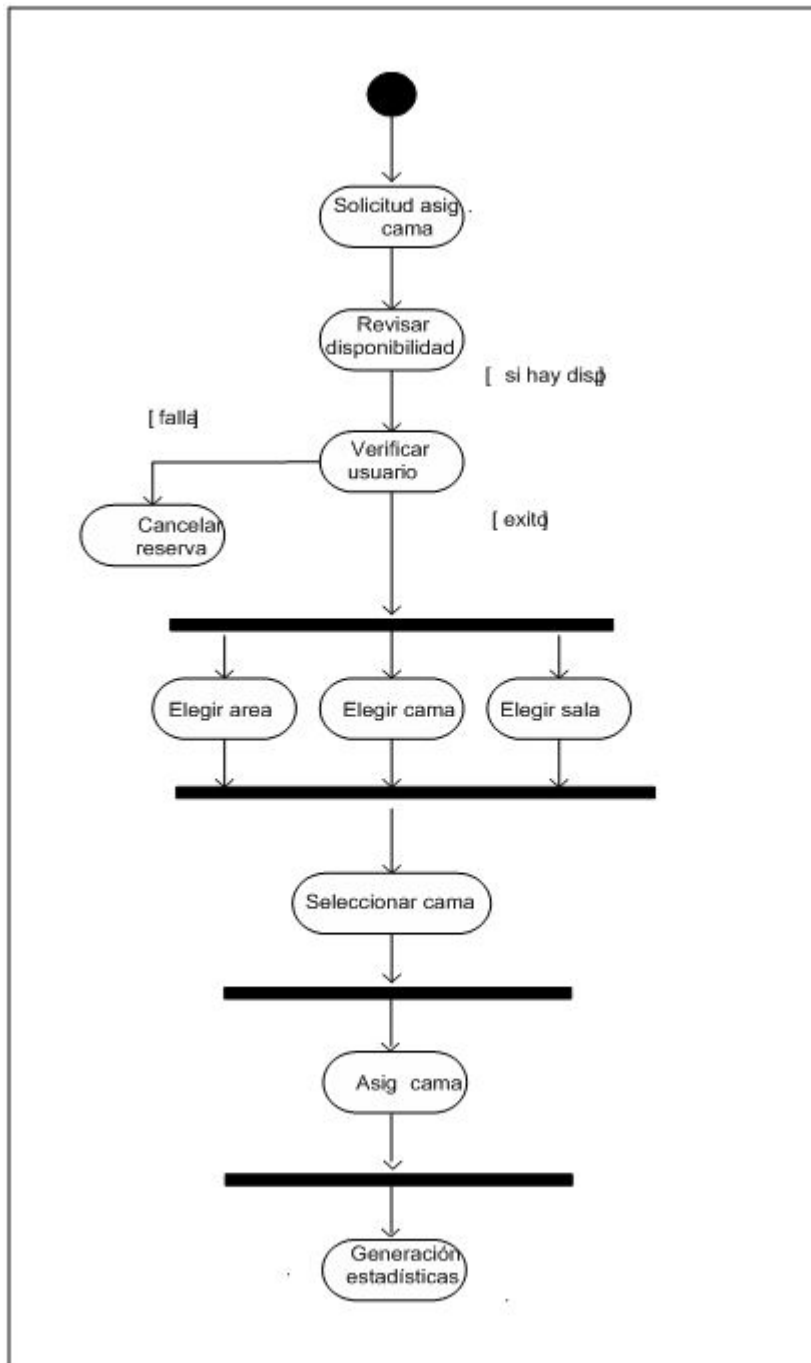 Solicitud asig.
cama
Revisar
disponibilidad
[ si hay disp]
[ falla]
Verificar
usuario
Cancelar
reserva
[ exito]
Elegir area
Elegir cama
Elegir sala
Seleccionar cama
Asig cama
Generación
estadísticas